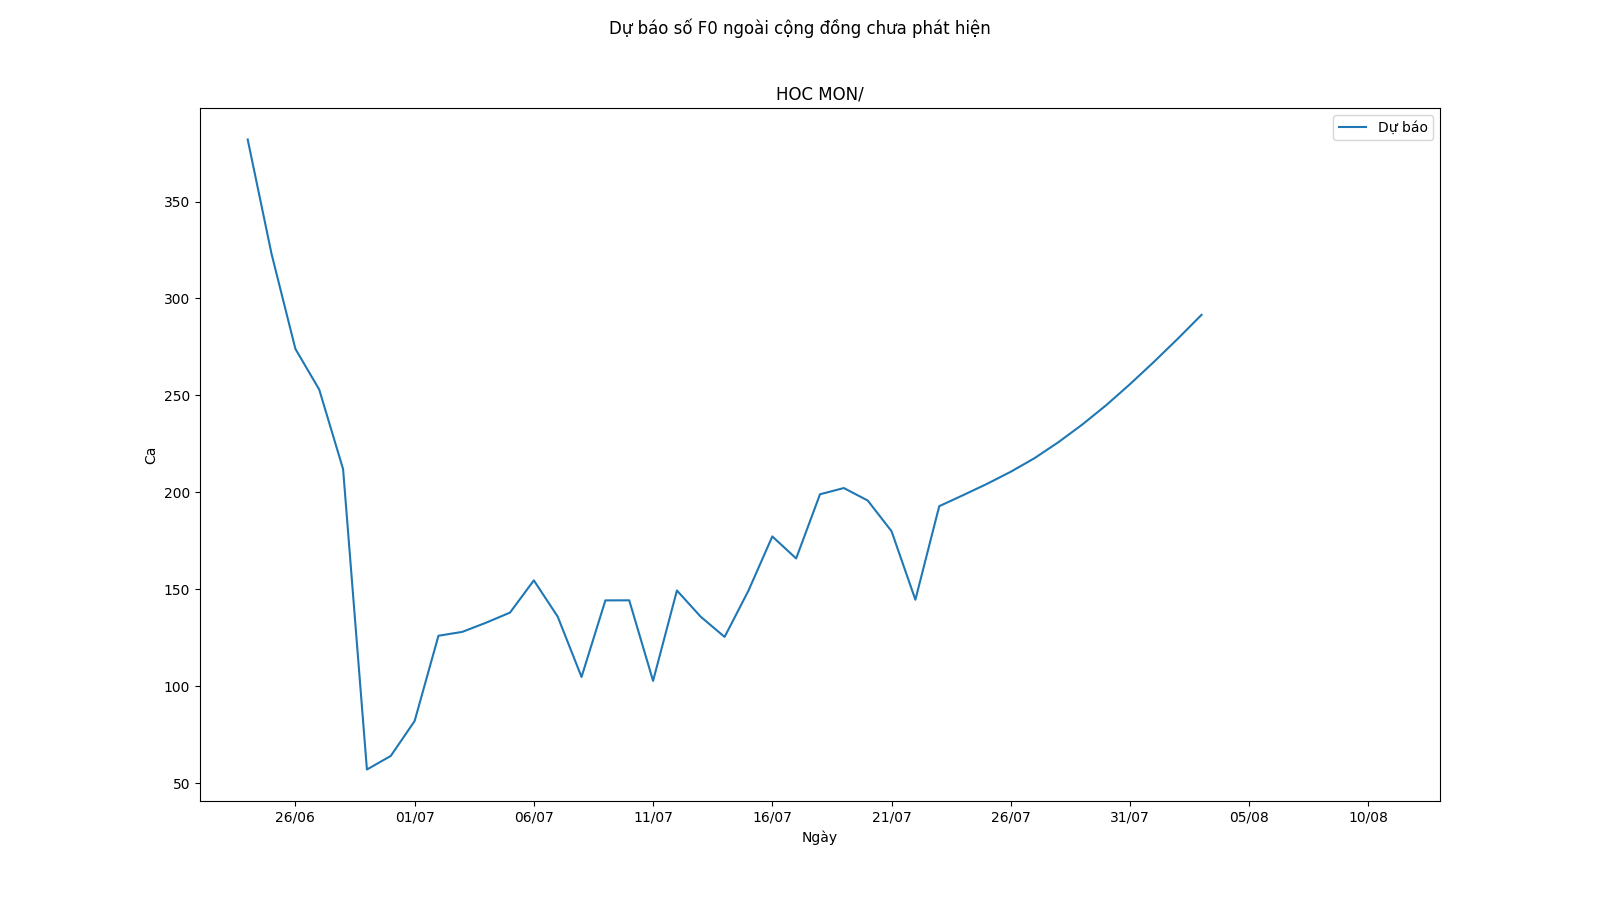 Dự báo số F0 ngoài cộng đồng chưa phát hiện
HOC MON/
Dự báo
350
300
250
200
150
100
50
Ca
26/06 01/07 06/07 11/07 16/07 21/07 26/07 31/07 05/08 10/08
Ngày